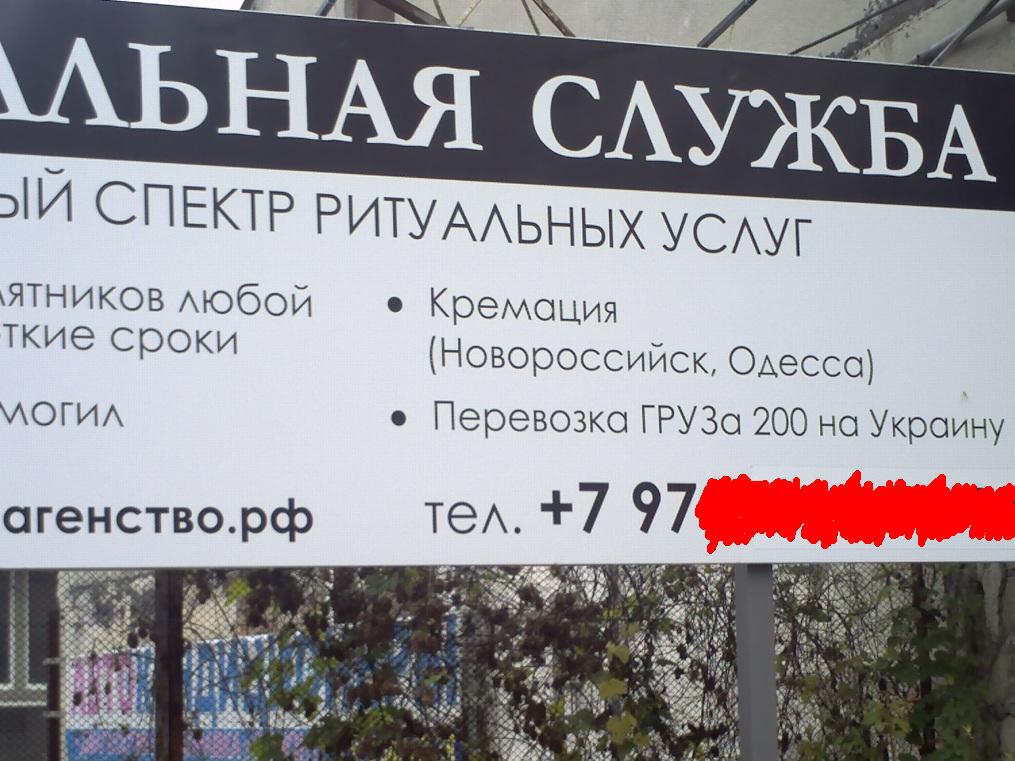 АЛЬНАЯ СЛУЖБА
ЫЙ СПЕКТР РИТУАЛЬНЫХ УСЛУГ
МЯТНИКОВ ЛЮБОЙ
ткие сроки
• Кремация
(Новороссийск, Одесса)
могил
• Перевозка ГРУЗа 200 на Украину
агенство.рф
тел. +7 97